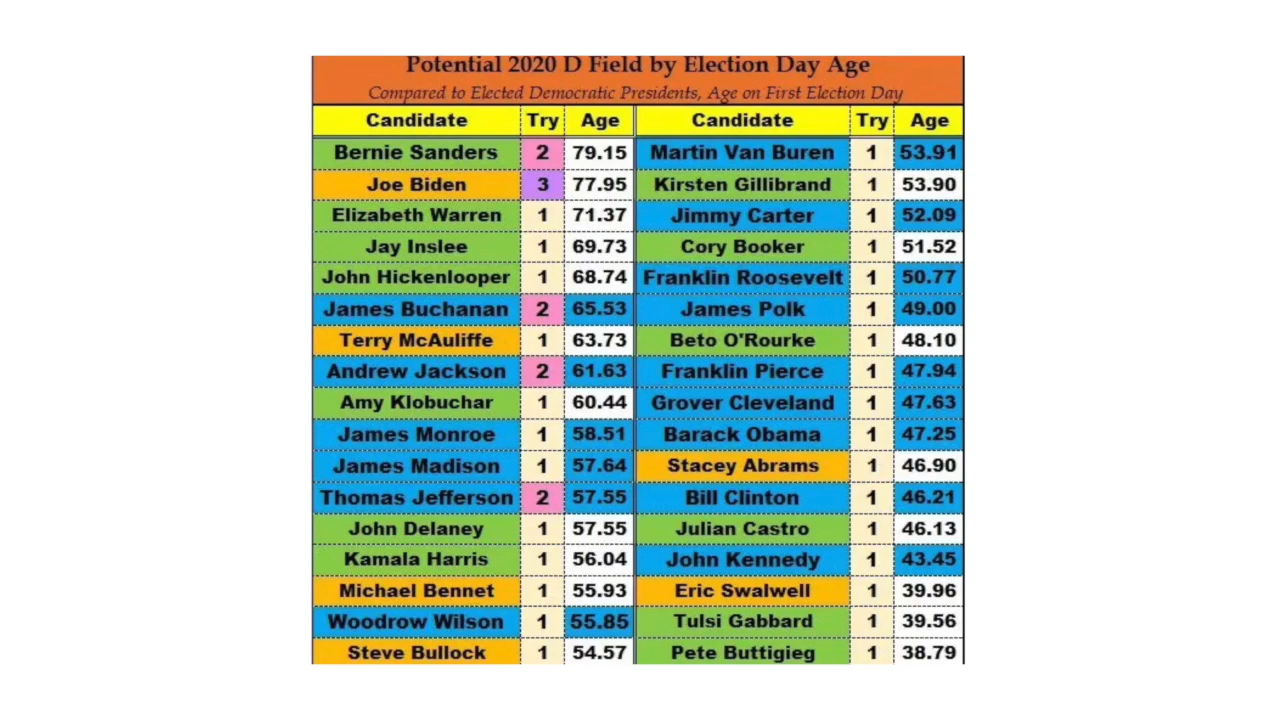 Potential 2020 D Field by Election Day Age
Compared to Elected Democratic Presidents, Age on First Election Day
Candidate Try Age Candidate Try Age
Bernie Sanders 2 79.15 Martin Van Buren 1 53.91
Joe Biden 3 77.95 Kirsten Gillibrand 1 53.90
Elizabeth Warren 1 71.37 Jimmy Carter 1 52.09
Jay Inslee 1 69.73 Cory Booker 1 51.52
John Hickenlooper 1 68.74 Franklin Roosevelt 1 50.77
James Buchanan 2 65.53 James Polk 1 49.00
Terry McAuliffe 1 63.73 Beto O'Rourke 1 48.10
Andrew Jackson 2 61.63 Franklin Pierce 1 47.94
Amy Klobuchar 1 60.44 Grover Cleveland 1 47.63
James Monroe 1 58.51 Barack Obama 1 47.25
James Madison 1 57.64 Stacey Abrams 1 46.90
Thomas Jefferson 2 57.55 Bill Clinton 1 46.21
John Delaney 1 57.55 Julian Castro 1 46.13
Kamala Harris 1 56.04 John Kennedy 1 43.45
Michael Bennet 1 55.93 Eric Swalwell 1 39.96
Woodrow Wilson 1 55.85 Tulsi Gabbard 1 39.56
Steve Bullock 1 54.57 Pete Buttigieg 1 38.79